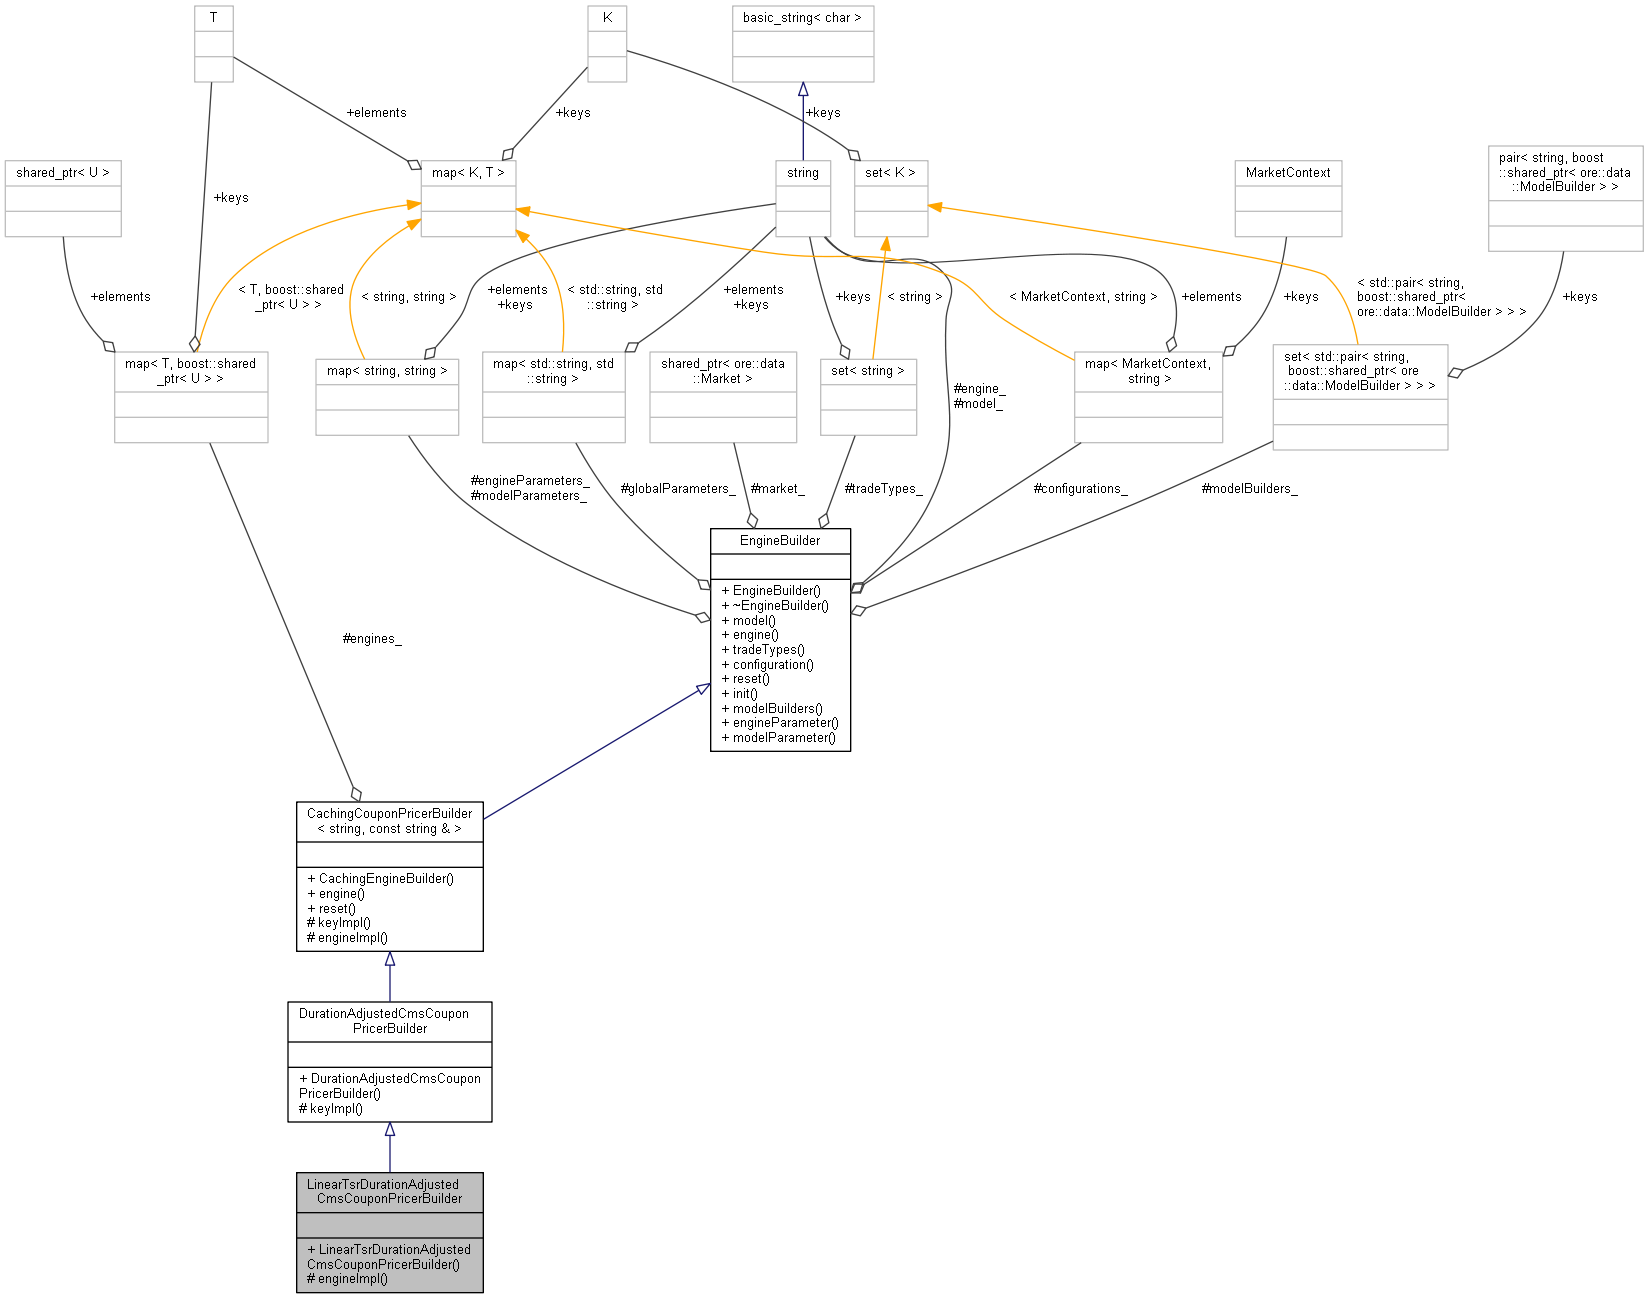 T
K
basic_string< char >
+elements
+keys
+keys
shared_ptr< U >
map< K, T >
string
set< K >
MarketContext
pair< string, boost
::shared_ptr< ore::data
::ModelBuilder > >
+keys
+elements
< T, boost::shared
_ptr< U > >
< string, string >
+elements
+keys
< std::string, std
::string >
+elements
+keys
+keys
< string >
< MarketContext, string >
+elements
+keys
< std::pair< string,
boost::shared_ptr<
ore::data::ModelBuilder > > >
+keys
map< T, boost::shared
_ptr< U > >
map< string, string >
map< std::string, std
::string >
shared_ptr< ore::data
::Market >
set< string >
#engine_
#model_
map< MarketContext,
string >
set< std::pair< string,
boost::shared_ptr< ore
::data::ModelBuilder > > >
#engineParameters_
#modelParameters_
#globalParameters_
#market_
#tradeTypes_
#configurations_
#modelBuilders_
EngineBuilder
+ EngineBuilder()
+ ~EngineBuilder()
+ model()
+ engine()
+ tradeTypes()
+ configuration()
+ reset()
+ init()
+ modelBuilders()
+ engineParameter()
+ modelParameter()
#engines_
CachingCouponPricerBuilder
< string, const string & >
+ CachingEngineBuilder()
+ engine()
+ reset()
# keyImpl()
# engineImpl()
DurationAdjustedCmsCoupon
PricerBuilder
+ DurationAdjustedCmsCoupon
PricerBuilder()
# keyImpl()
LinearTsrDurationAdjusted
CmsCouponPricerBuilder
+ LinearTsrDurationAdjusted
CmsCouponPricerBuilder()
# engineImpl()